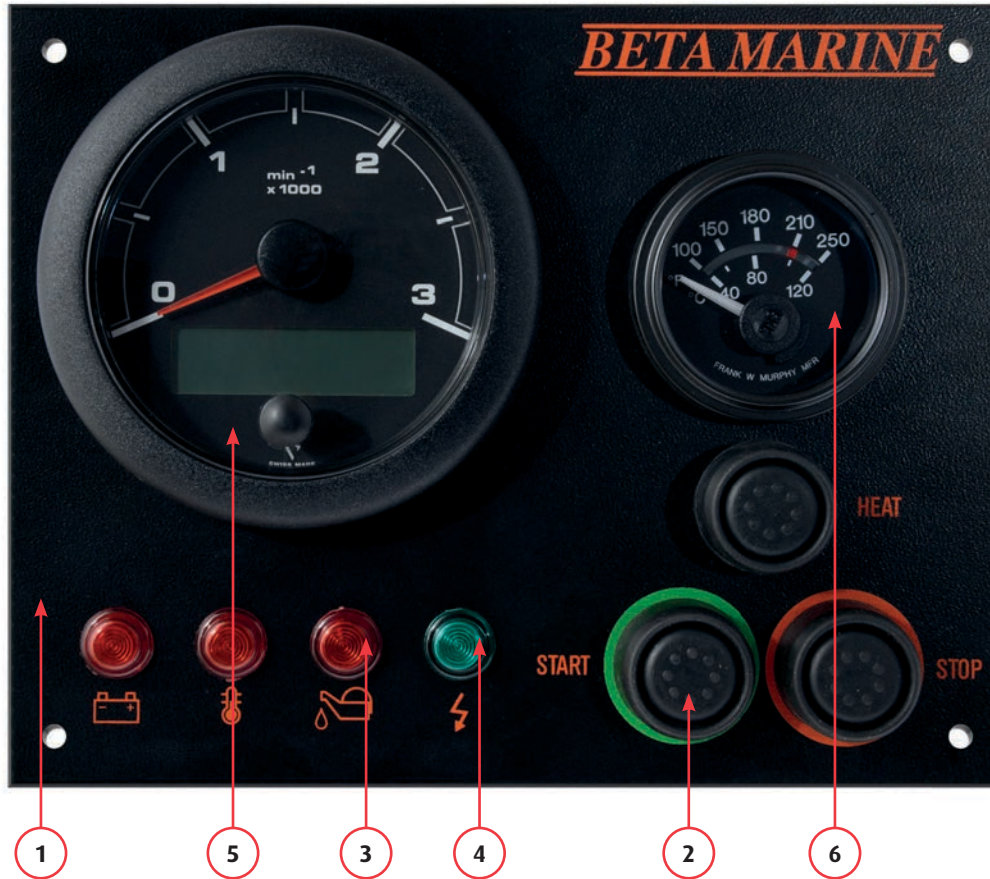 BETA MARINE
1
2
min -1
x 1000
0
3
SWISS MARK
100 150 180 210 250
°F
°C 40 80 120
FRANK W MURPHY MFR
HEAT
START
STOP
1 5 3 4 2 6